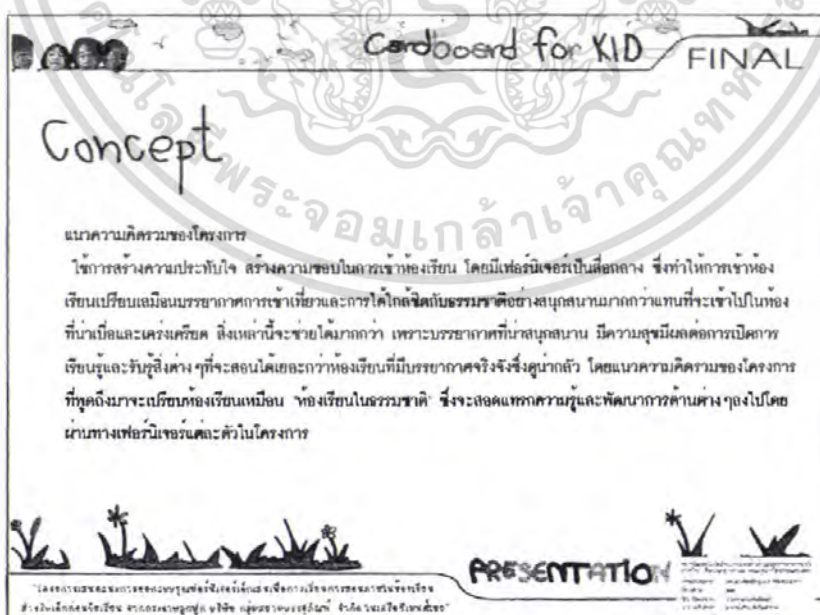 Cardboard for KID
FINAL
Concept
แนวความคิดรวมของโครงการ
ใช้การสร้างความประทับใจ สร้างความชอบในการเข้าห้องเรียน โดยมีเฟอร์นิเจอร์เป็นสื่อกลาง ซึ่งทำให้การเข้าห้อง
เรียนเปรียบเสมือนบรรยากาศการเข้าเที่ยวและการได้ใกล้ชิดกับธรรมชาติอย่างสนุกสนานมากกว่าแทนที่จะเข้าไปในห้อง
ที่น่าเบื่อและเคร่งเครียด สิ่งเหล่านี้จะช่วยได้มากกว่า เพราะบรรยากาศที่น่าสนุกสนาน มีความสุขมีผลต่อการเปิดการ
เรียนรู้และรับรู้สิ่งต่าง ๆที่จะสอนได้เยอะกว่าห้องเรียนที่มีบรรยากาศจริงจังซึ่งดูน่ากลัว โดยแนวความคิดรวมของโครงการ
ที่พูดถึงมาจะเปรียบห้องเรียนเหมือน "ห้องเรียนในธรรมชาติ" ซึ่งจะสอดแทรกความรู้และพัฒนาการด้านต่าง ๆลงไปโดย
ผ่านทางเฟอร์นิเจอร์แต่ละตัวในโครงการ
PRESENTATION
พระจอมเกล้าเจ้าคุณทห